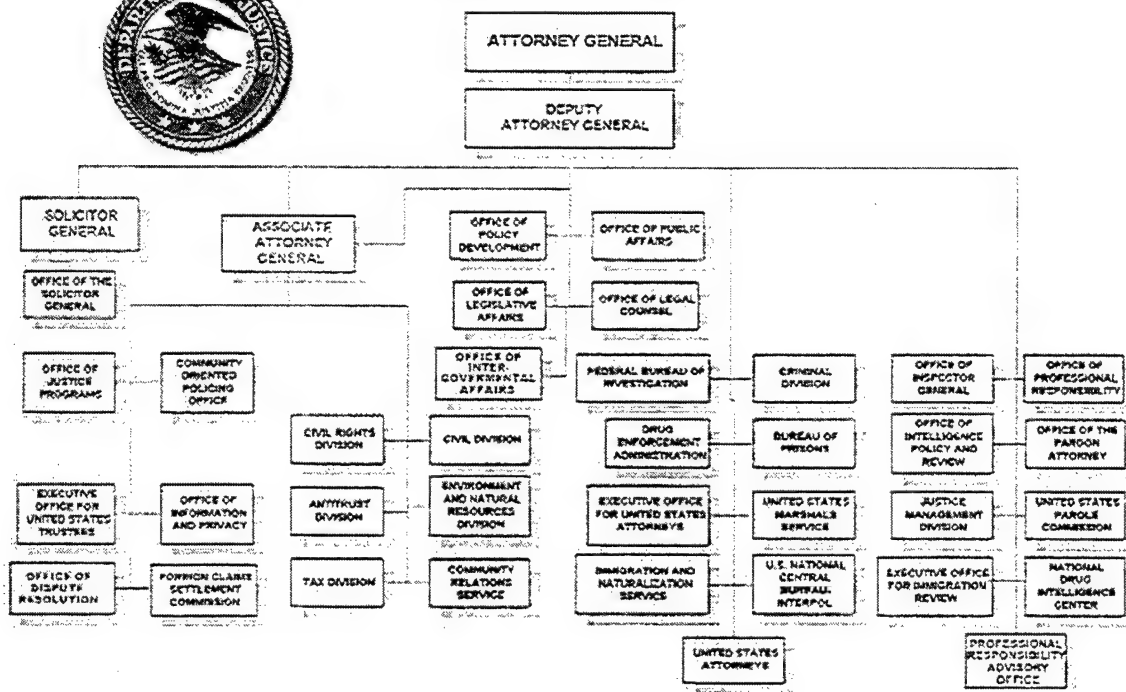 ATTORNEY GENERAL
DEPUTY
ATTORNEY GENERAL
SOLICITOR
GENERAL
ASSOCIATE
ATTORNEY
GENERAL
OFFICE OF
POLICY
DEVELOPMENT
OFFICE OF PUBLIC
AFFAIRS
OFFICE OF THE
SOLICITOR
GENERAL
OFFICE OF
LEGISLATIVE
AFFAIRS
OFFICE OF LEGAL
COUNSEL
OFFICE OF
JUSTICE
PROGRAMS
COMMUNITY
ORIENTED
POLICING
OFFICE
OFFICE OF
INTER-
GOVERMENTAL
AFFAIRS
FEDERAL BUREAU OF
INVESTIGATION
CRIMINAL
DIVISION
OFFICE OF
INSPECTOR
GENERAL
OFFICE OF
PROFESSIONAL
RESPONSIBILITY
CIVIL RIGHTS
DIVISION
CIVIL DIVISION
DRUG
ENFORCEMENT
ADMINISTRATION
BUREAU OF
PRISONS
OFFICE OF
INTELLIGENCE
POLICY AND
REVIEW
OFFICE OF THE
PARDON
ATTORNEY
EXECUTIVE
OFFICE FOR
UNITED STATES
TRUSTEES
OFFICE OF
INFORMATION
AND PRIVACY
ANTITRUST
DIVISION
ENVIRONMENT
AND NATURAL
RESOURCES
DIVISION
EXECUTIVE OFFICE
FOR UNITED STATES
ATTORNEYS
UNITED STATES
MARSHALS
SERVICE
JUSTICE
MANAGEMENT
DIVISION
UNITED STATES
PAROLE
COMMISSION
OFFICE OF
DISPUTE
RESOLUTION
FOREIGN CLAIMS
SETTLEMENT
COMMISSION
TAX DIVISION
COMMUNITY
RELATIONS
SERVICE
IMMIGRATION AND
NATURALIZATION
SERVICE
U.S. NATIONAL
CENTRAL
BUREAU-
INTERPOL
EXECUTIVE OFFICE
FOR IMMIGRATION
REVIEW
NATIONAL
DRUG
INTELLIGENCE
CENTER
UNITED STATES
ATTORNEYS
PROFESSIONAL
RESPONSIBILITY
ADVISORY
OFFICE